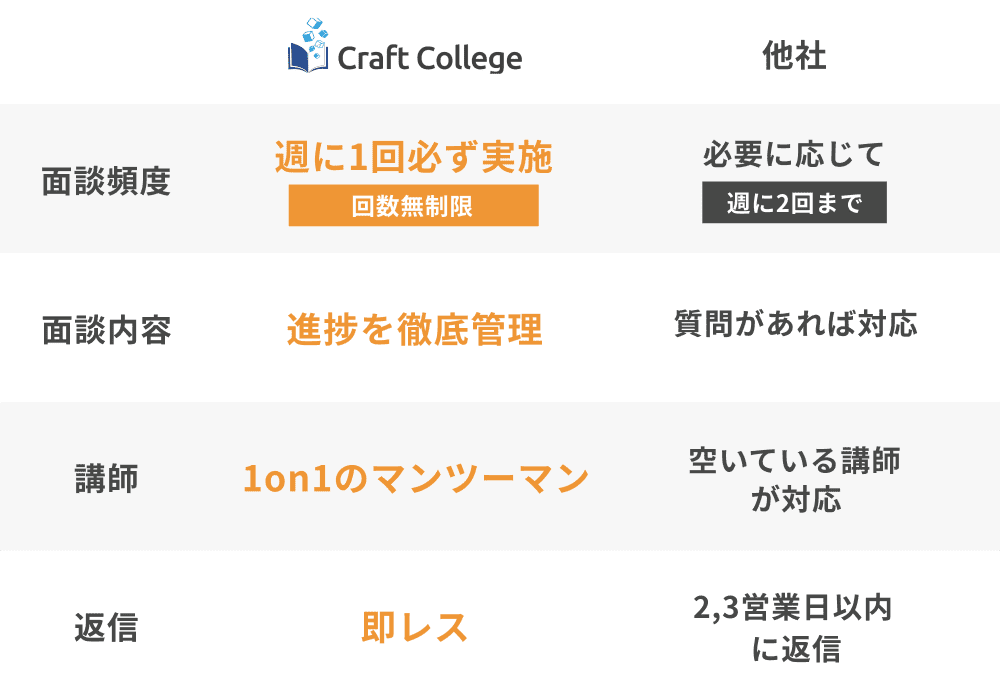 Craft College
他社
面談頻度
週に1回必ず実施
回数無制限
必要に応じて
週に2回まで
面談内容
進捗を徹底管理
質問があれば対応
講師
1on1のマンツーマン
空いている講師
が対応
返信
即レス
2,3営業日以内
に返信